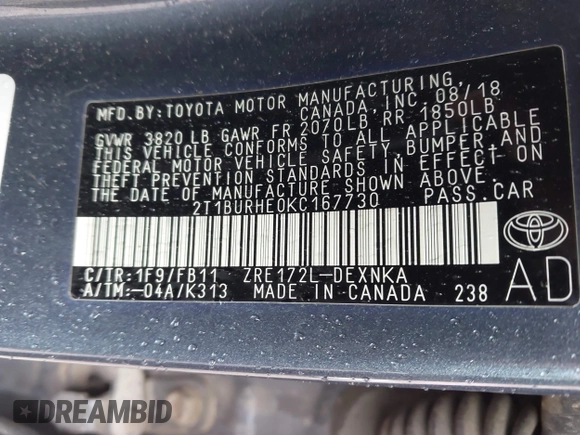 MFD. BY: TOYOTA MOTOR MANUFACTURING,
CANADA, INC. 08/18
GVWR 3820 LB GAWR FR 2070LB RR 1850LB
THIS VEHICLE CONFORMS TO ALL APPLICABLE
FEDERAL MOTOR VEHICLE SAFETY, BUMPER, AND
THEFT PREVENTION STANDARDS IN EFFECT ON
THE DATE OF MANUFACTURE SHOWN ABOVE.
2T1BURHE0KC167730 PASS. CAR
C/TR: 1F9/FB11 ZRE172L-DEXNKA
A/TM: -04A/K313 MADE IN CANADA 238
AD
DREAMBID